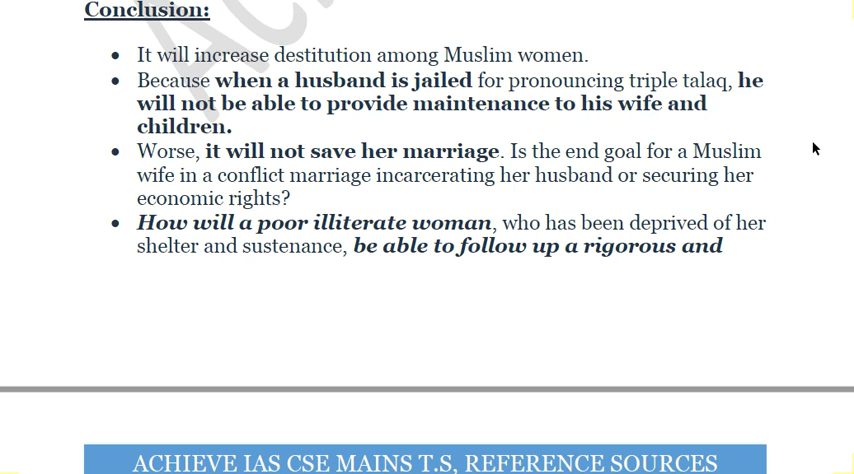 Conclusion:
• It will increase destitution among Muslim women.
• Because when a husband is jailed for pronouncing triple talaq, he
will not be able to provide maintenance to his wife and
children.
• Worse, it will not save her marriage. Is the end goal for a Muslim
wife in a conflict marriage incarcerating her husband or securing her
economic rights?
• How will a poor illiterate woman, who has been deprived of her
shelter and sustenance, be able to follow up a rigorous and
ACHIEVE IAS CSE MAINS T.S, REFERENCE SOURCES